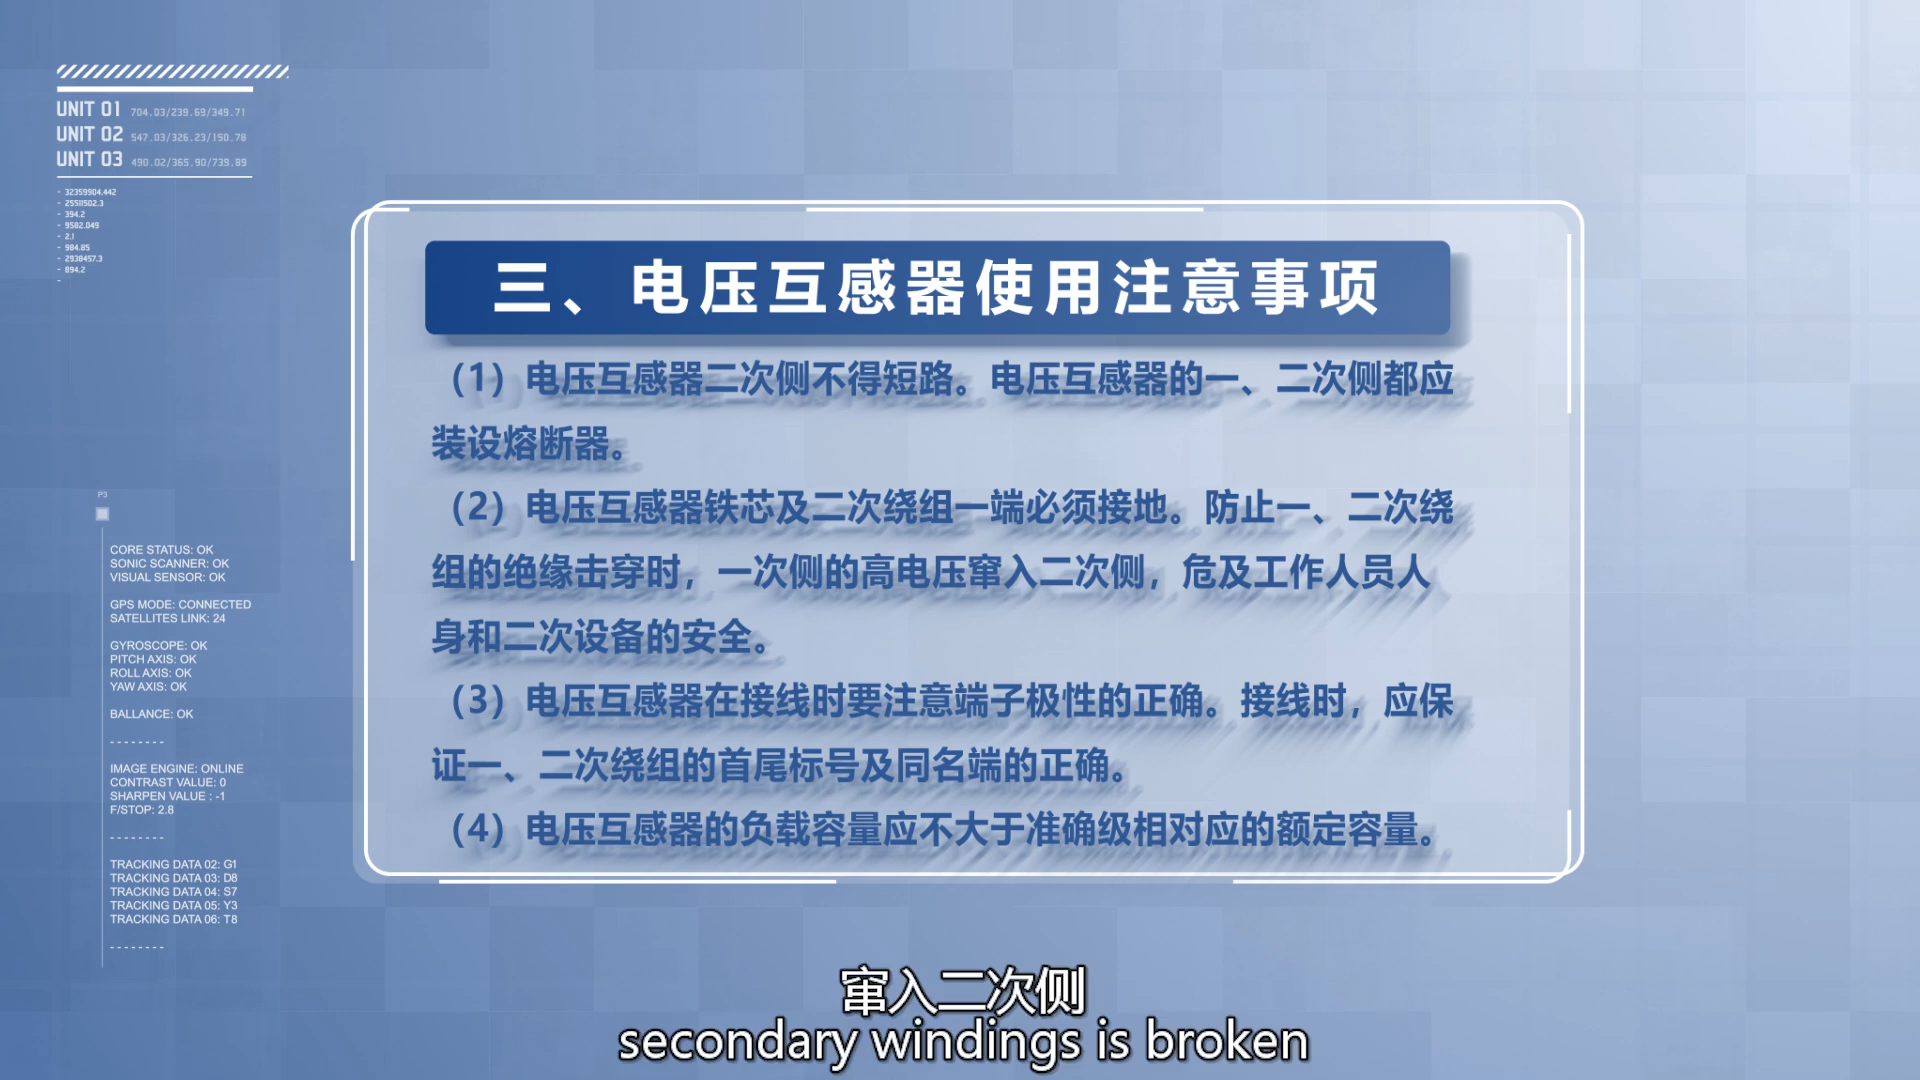 UNIT 01 704.03/239.69/349.71
UNIT 02 547.03/326.23/150.78
UNIT 03 490.02/365.90/739.89
- 32359904.442
- 25511502.3
- 394.2
- 9582.049
- 2.1
- 984.85
- 2938457.3
- 894.2
-
三、电压互感器使用注意事项
（1）电压互感器二次侧不得短路。电压互感器的一、二次侧都应
装设熔断器。
（2）电压互感器铁芯及二次绕组一端必须接地。防止一、二次绕
组的绝缘击穿时，一次侧的高电压窜入二次侧，危及工作人员人
身和二次设备的安全。
（3）电压互感器在接线时要注意端子极性的正确。接线时，应保
证一、二次绕组的首尾标号及同名端的正确。
（4）电压互感器的负载容量应不大于准确级相对应的额定容量。
P3
CORE STATUS: OK
SONIC SCANNER: OK
VISUAL SENSOR: OK
GPS MODE: CONNECTED
SATELLITES LINK: 24
GYROSCOPE: OK
PITCH AXIS: OK
ROLL AXIS: OK
YAW AXIS: OK
BALLANCE: OK
--------
IMAGE ENGINE: ONLINE
CONTRAST VALUE: 0
SHARPEN VALUE : -1
F/STOP: 2.8
--------
TRACKING DATA 02: G1
TRACKING DATA 03: D8
TRACKING DATA 04: S7
TRACKING DATA 05: Y3
TRACKING DATA 06: T8
--------
窜入二次侧
secondary windings is broken